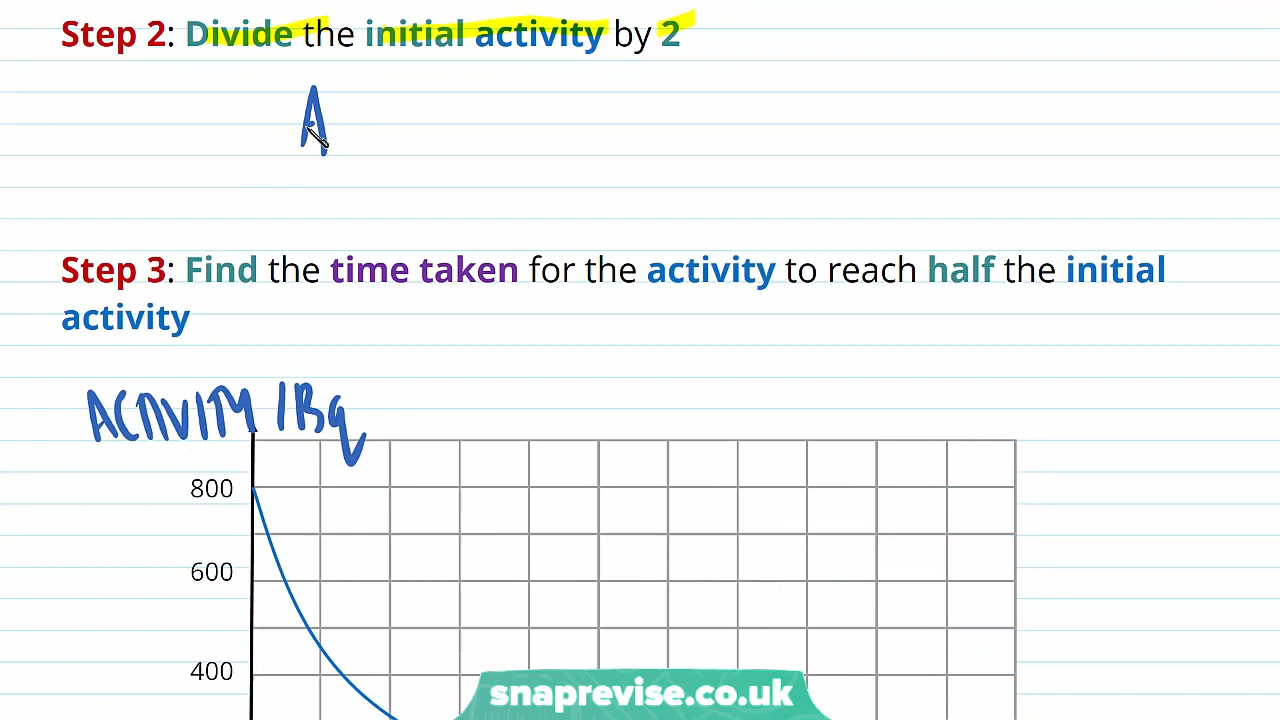 Step 2: Divide the initial activity by 2
A
Step 3: Find the time taken for the activity to reach half the initial
activity
ACTIVITY / Bq
800
600
400
snaprevise.co.uk